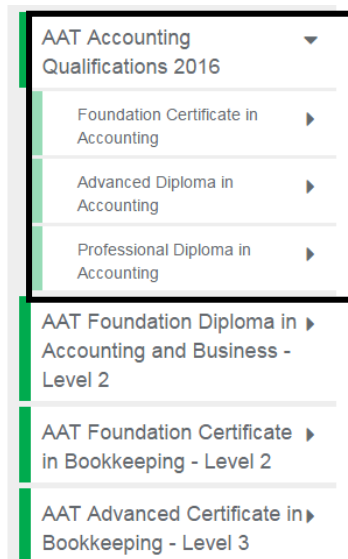 AAT Accounting
Qualifications 2016
Foundation Certificate in
Accounting
Advanced Diploma in
Accounting
Professional Diploma in
Accounting
AAT Foundation Diploma in
Accounting and Business -
Level 2
AAT Foundation Certificate
in Bookkeeping - Level 2
AAT Advanced Certificate in
Bookkeeping - Level 3